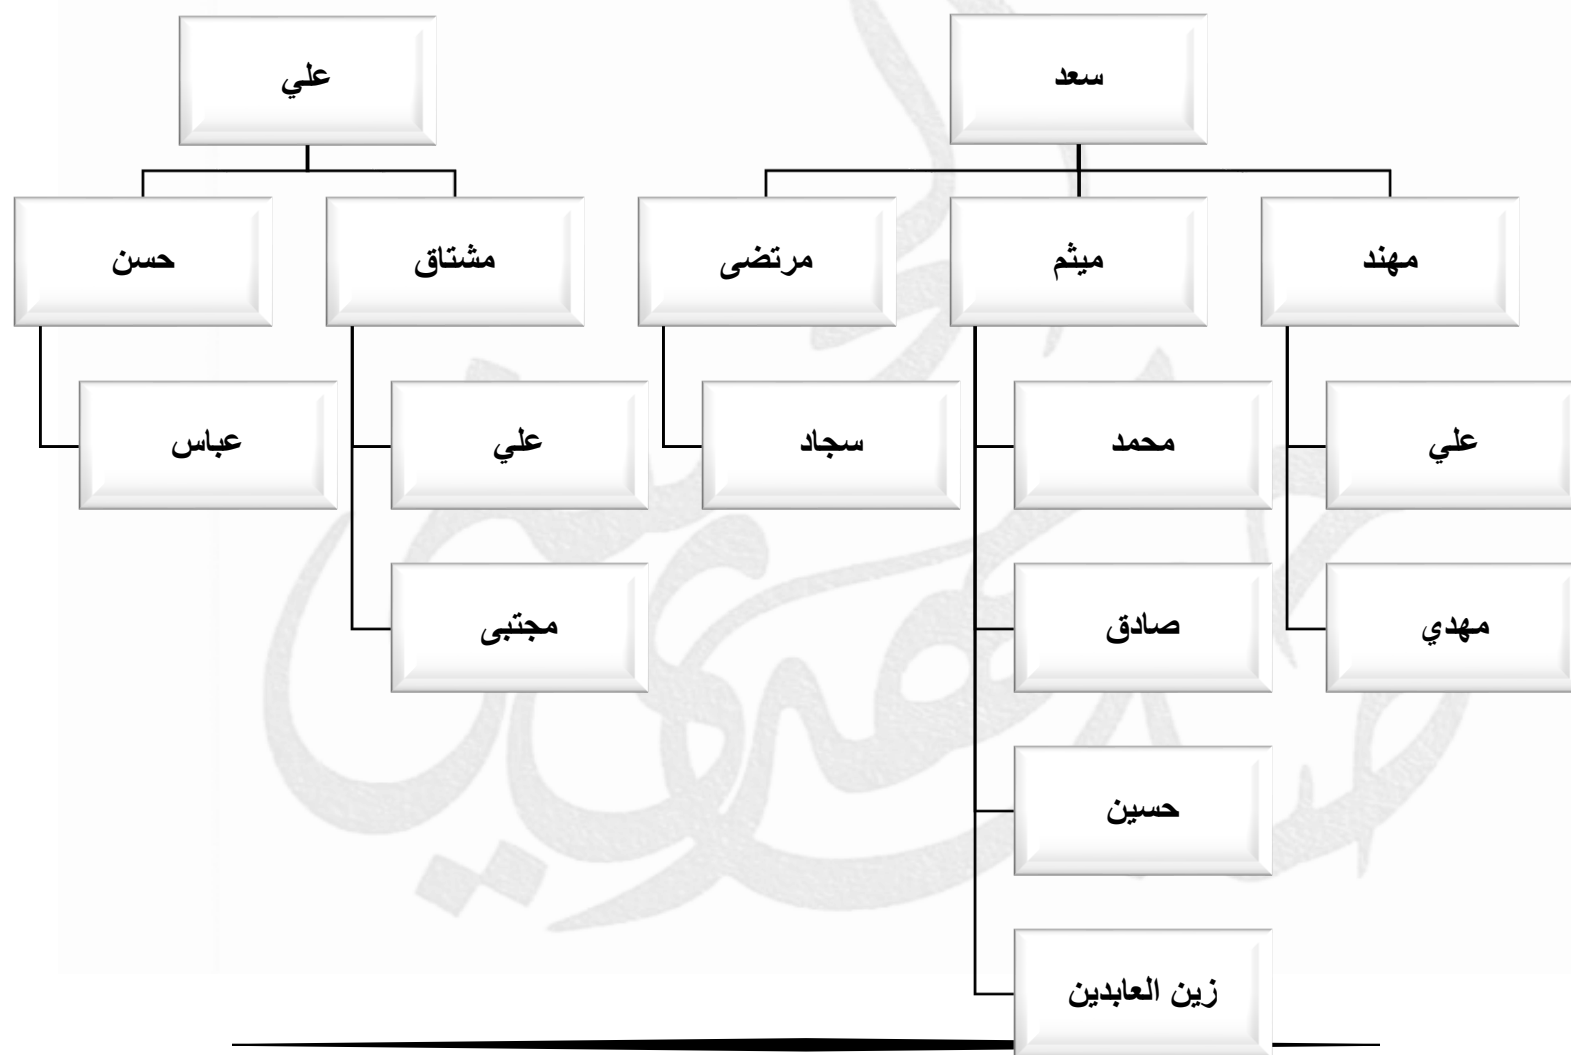 سعد
علي
مهند
ميثم
مرتضى
مشتاق
حسن
علي
محمد
سجاد
علي
عباس
مهدي
صادق
مجتبى
حسين
زين العابدين